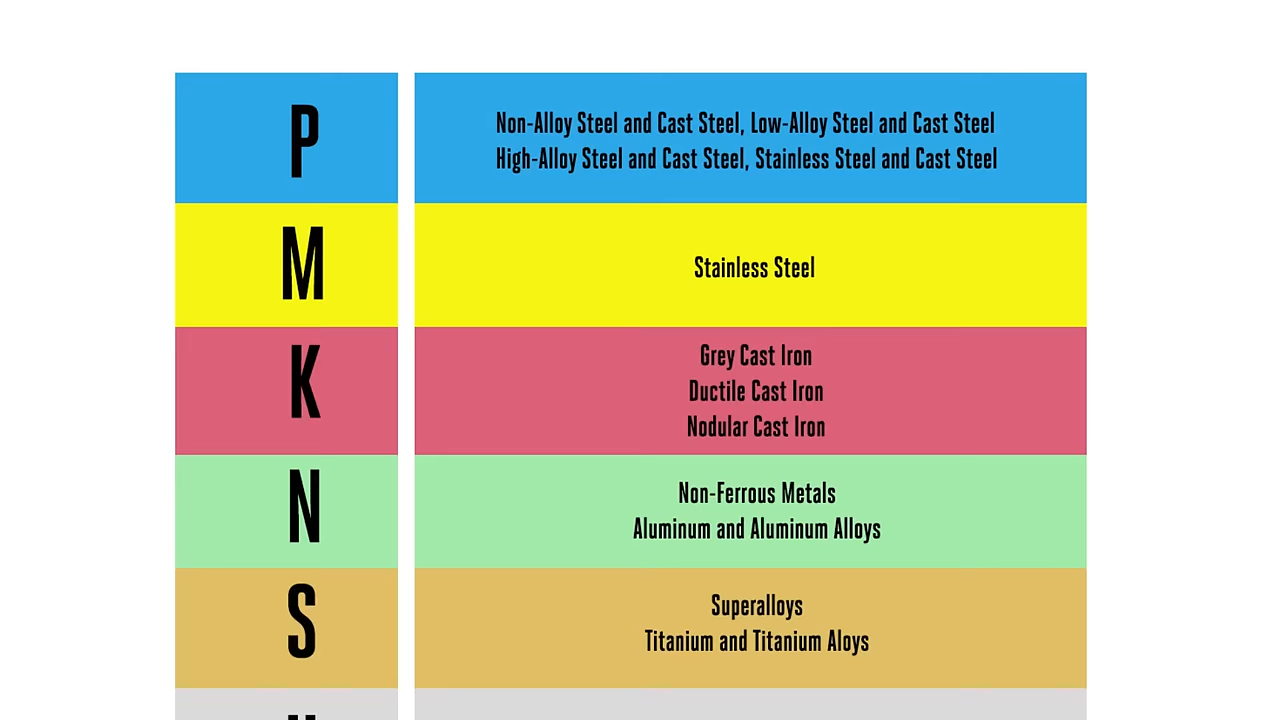 P
Non-Alloy Steel and Cast Steel, Low-Alloy Steel and Cast Steel
High-Alloy Steel and Cast Steel, Stainless Steel and Cast Steel
M
Stainless Steel
K
Grey Cast Iron
Ductile Cast Iron
Nodular Cast Iron
N
Non-Ferrous Metals
Aluminum and Aluminum Alloys
S
Superalloys
Titanium and Titanium Aloys